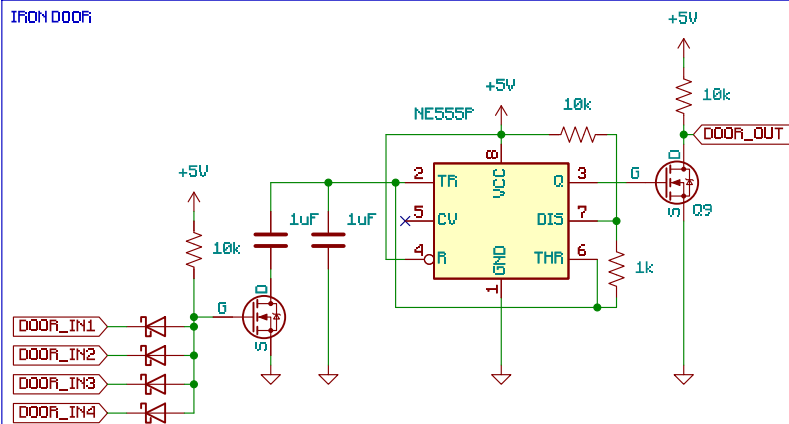 IRON DOOR
+5V
10k
DOOR_OUT
D
G
S
Q9
+5V
NE555P
10k
8
VCC
2
TR
Q
3
5
CV
DIS
7
4
R
THR
6
GND
1
1k
+5V
1uF
1uF
10k
D
G
S
DOOR_IN1
DOOR_IN2
DOOR_IN3
DOOR_IN4